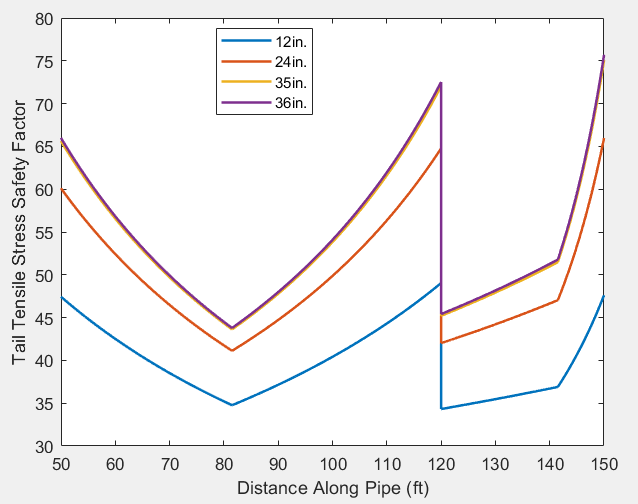 80
75
70
65
60
55
50
45
40
35
30
Tail Tensile Stress Safety Factor
12in.
24in.
35in.
36in.
50 60 70 80 90 100 110 120 130 140 150
Distance Along Pipe (ft)